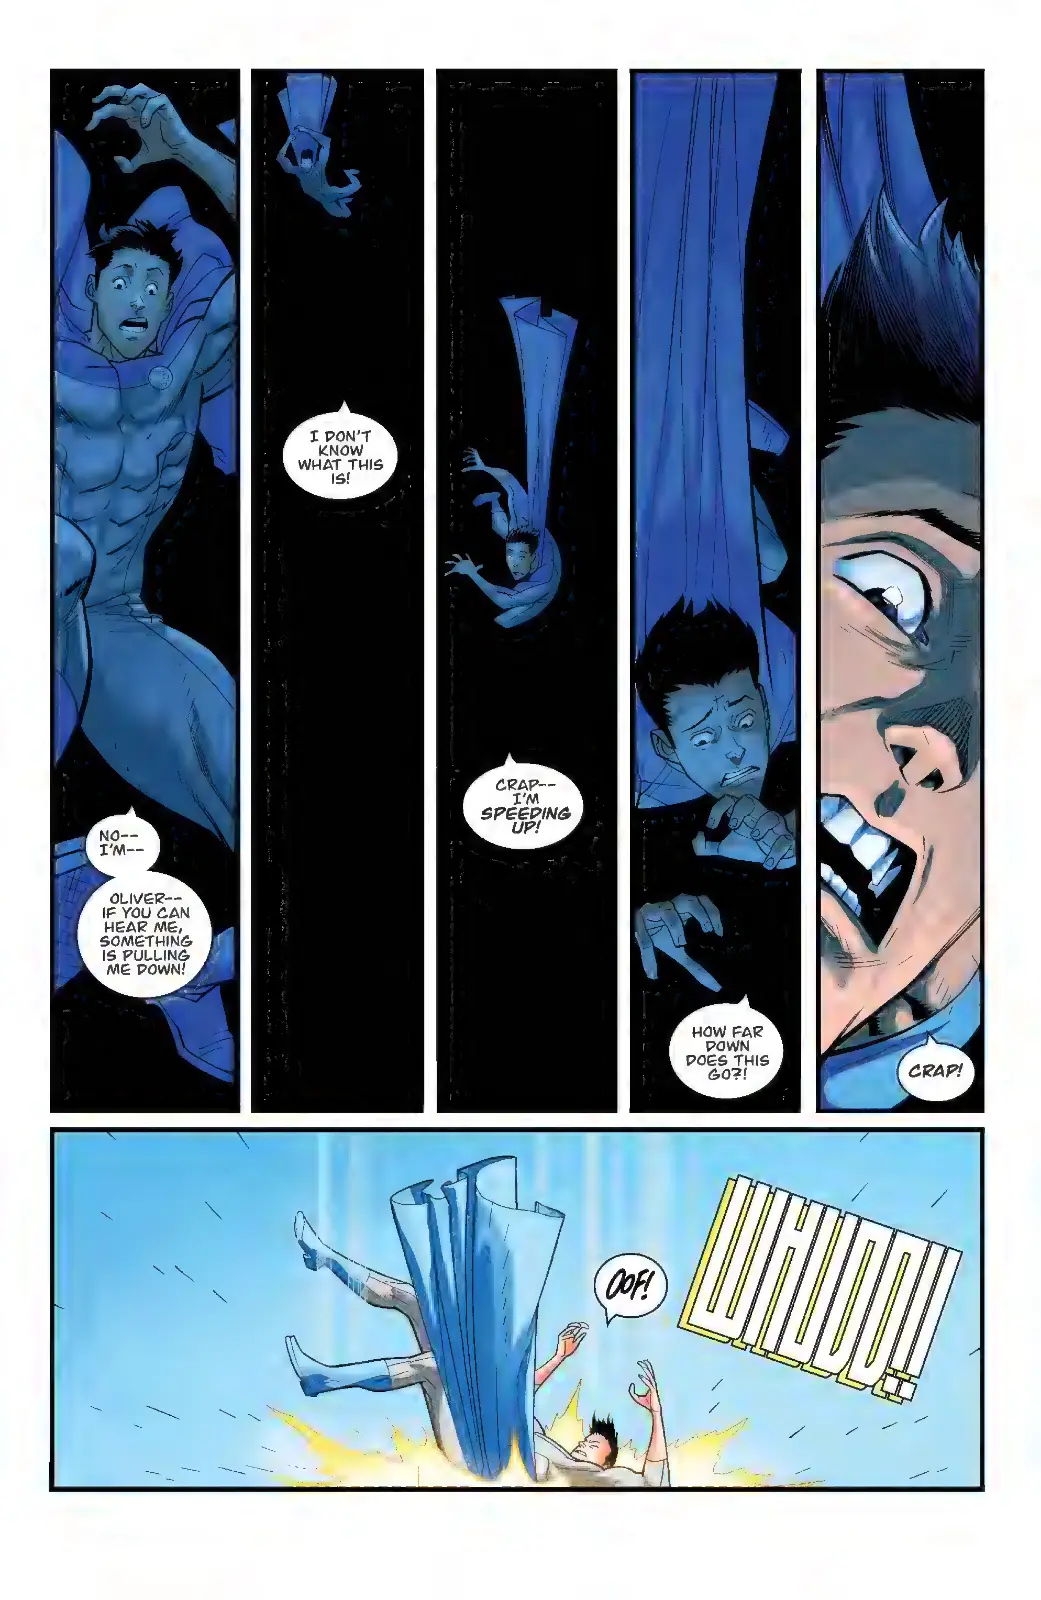 NO--
I'M--
OLIVER--
IF YOU CAN
HEAR ME,
SOMETHING
IS PULLING
ME DOWN!
I DON'T
KNOW
WHAT THIS
IS!
CRAP--
I'M
SPEEDING
UP!
HOW FAR
DOWN
DOES THIS
GO?!
CRAP!
OOF!
WHUDD!!